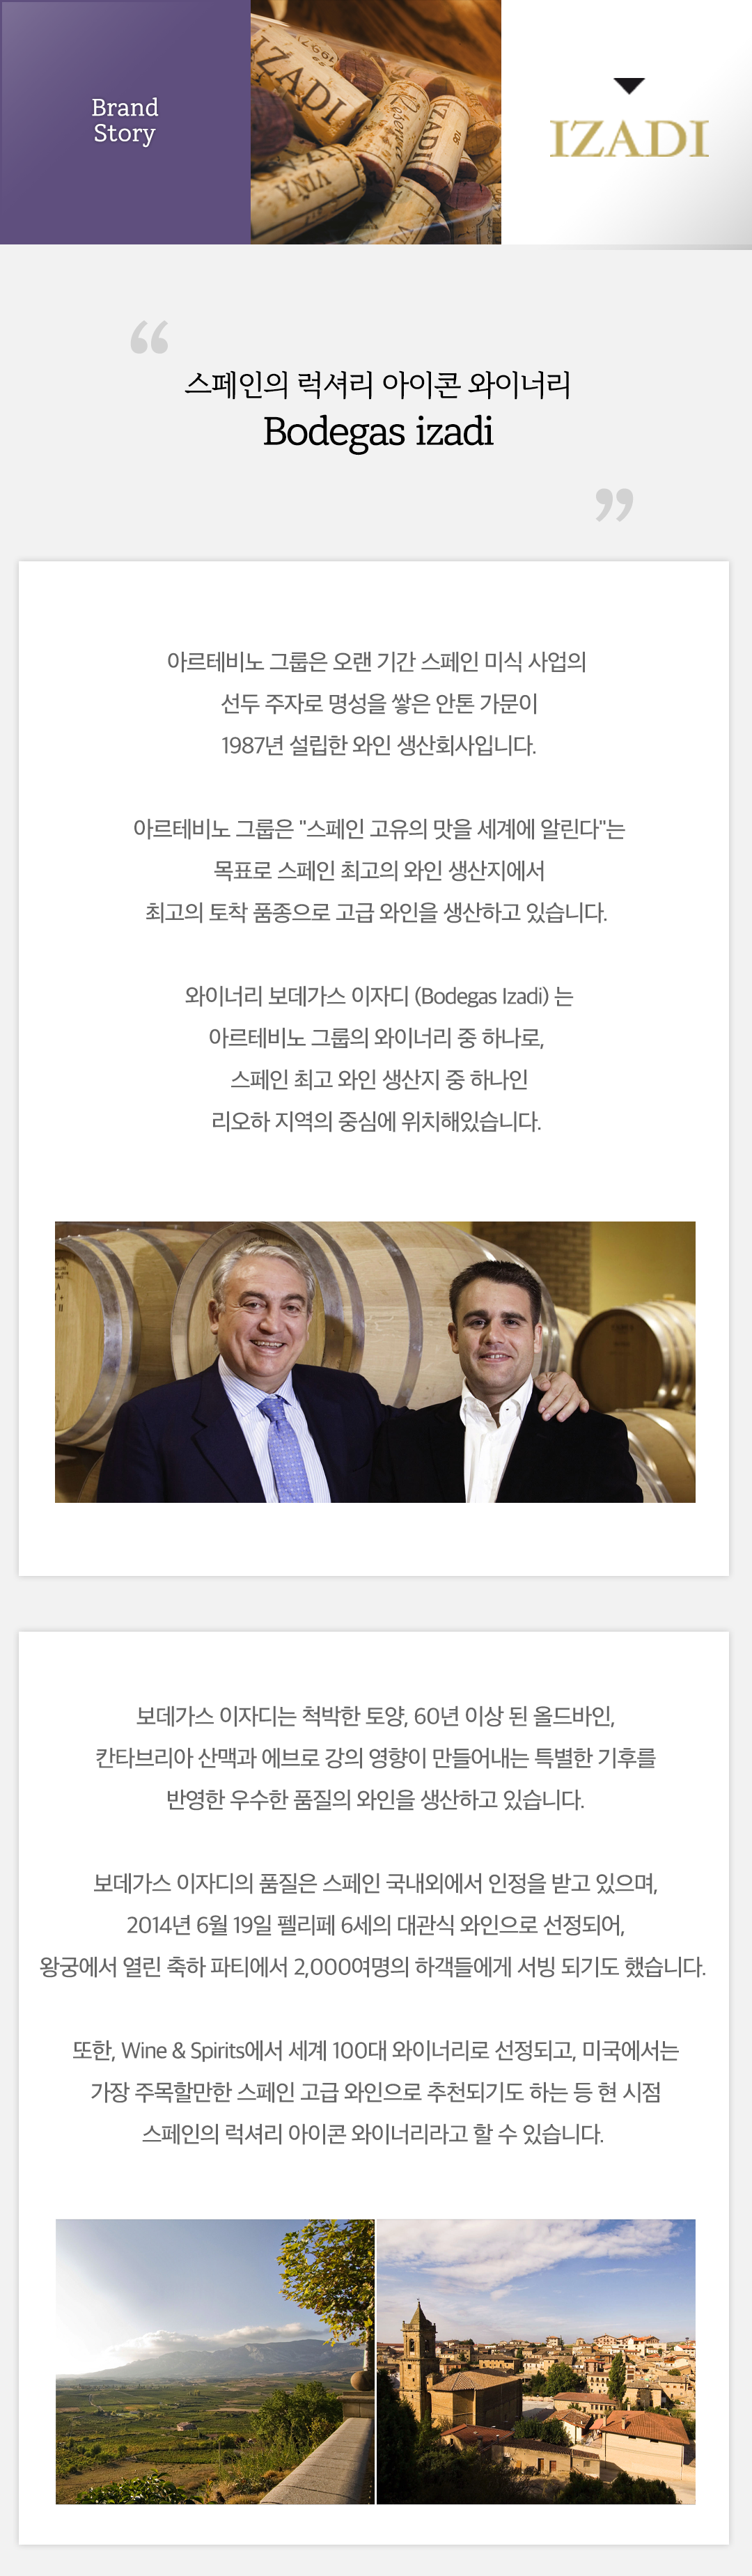 Brand
Story
1997
IZADI
Reserva
IZADI
VIÑA
IZADI
“
스페인의 럭셔리 아이콘 와이너리
Bodegas izadi
”
아르테비노 그룹은 오랜 기간 스페인 미식 사업의
선두 주자로 명성을 쌓은 안톤 가문이
1987년 설립한 와인 생산회사입니다.
아르테비노 그룹은 "스페인 고유의 맛을 세계에 알린다"는
목표로 스페인 최고의 와인 생산지에서
최고의 토착 품종으로 고급 와인을 생산하고 있습니다.
와이너리 보데가스 이자디 (Bodegas Izadi) 는
아르테비노 그룹의 와이너리 중 하나로,
스페인 최고 와인 생산지 중 하나인
리오하 지역의 중심에 위치해있습니다.
보데가스 이자디는 척박한 토양, 60년 이상 된 올드바인,
칸타브리아 산맥과 에브로 강의 영향이 만들어내는 특별한 기후를
반영한 우수한 품질의 와인을 생산하고 있습니다.
보데가스 이자디의 품질은 스페인 국내외에서 인정을 받고 있으며,
2014년 6월 19일 펠리페 6세의 대관식 와인으로 선정되어,
왕궁에서 열린 축하 파티에서 2,000여명의 하객들에게 서빙 되기도 했습니다.
또한, Wine & Spirits에서 세계 100대 와이너리로 선정되고, 미국에서는
가장 주목할만한 스페인 고급 와인으로 추천되기도 하는 등 현 시점
스페인의 럭셔리 아이콘 와이너리라고 할 수 있습니다.